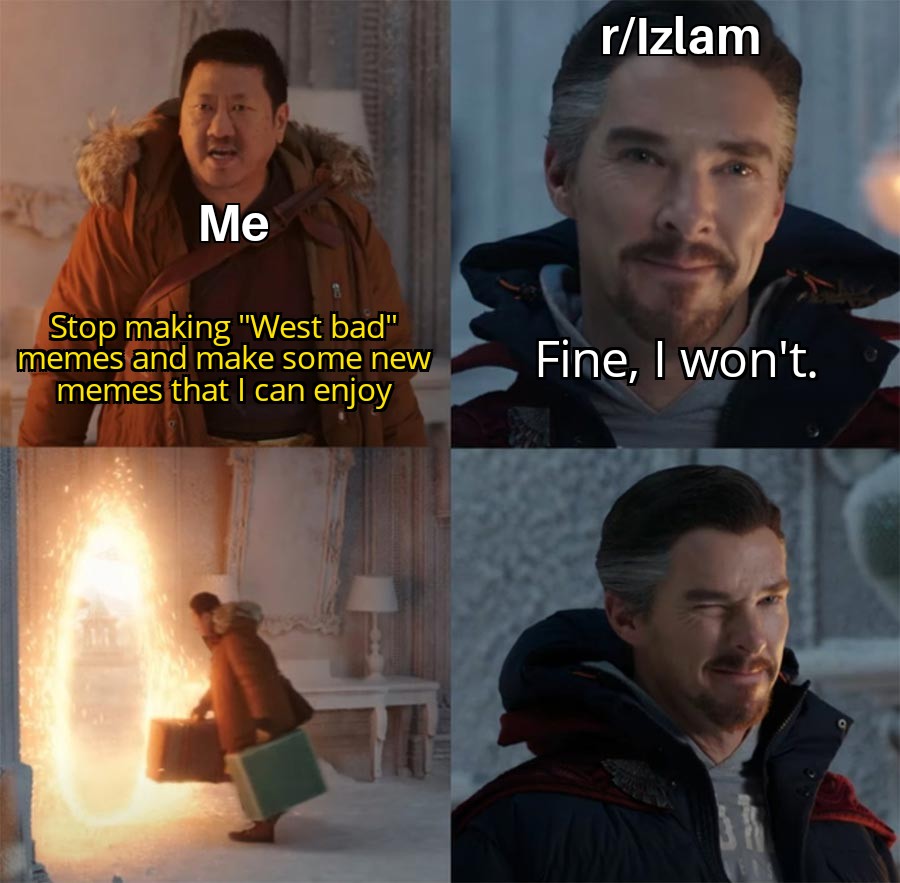 r/Izlam
Me
Stop making "West bad"
memes and make some new
memes that I can enjoy
Fine, I won't.